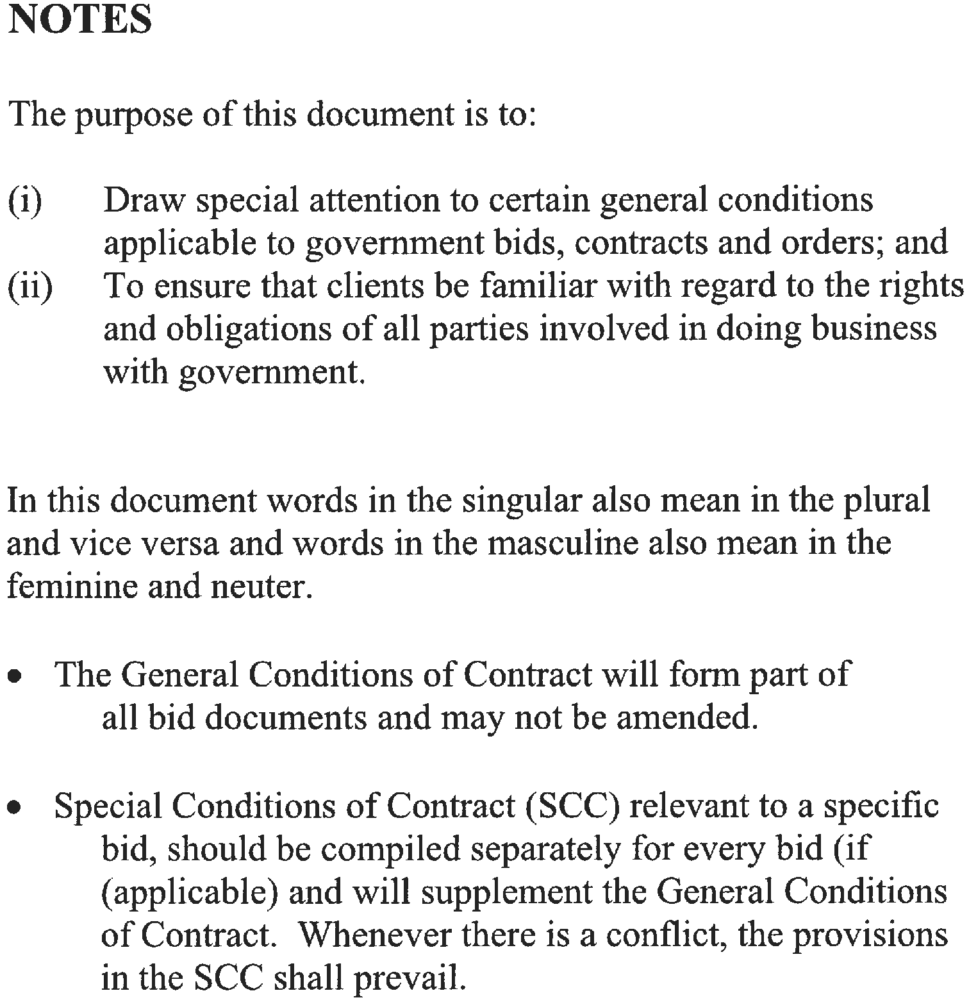 NOTES
The purpose of this document is to:
(i) Draw special attention to certain general conditions
applicable to government bids, contracts and orders; and
(ii) To ensure that clients be familiar with regard to the rights
and obligations of all parties involved in doing business
with government.
In this document words in the singular also mean in the plural
and vice versa and words in the masculine also mean in the
feminine and neuter.
• The General Conditions of Contract will form part of
all bid documents and may not be amended.
• Special Conditions of Contract (SCC) relevant to a specific
bid, should be compiled separately for every bid (if
(applicable) and will supplement the General Conditions
of Contract. Whenever there is a conflict, the provisions
in the SCC shall prevail.